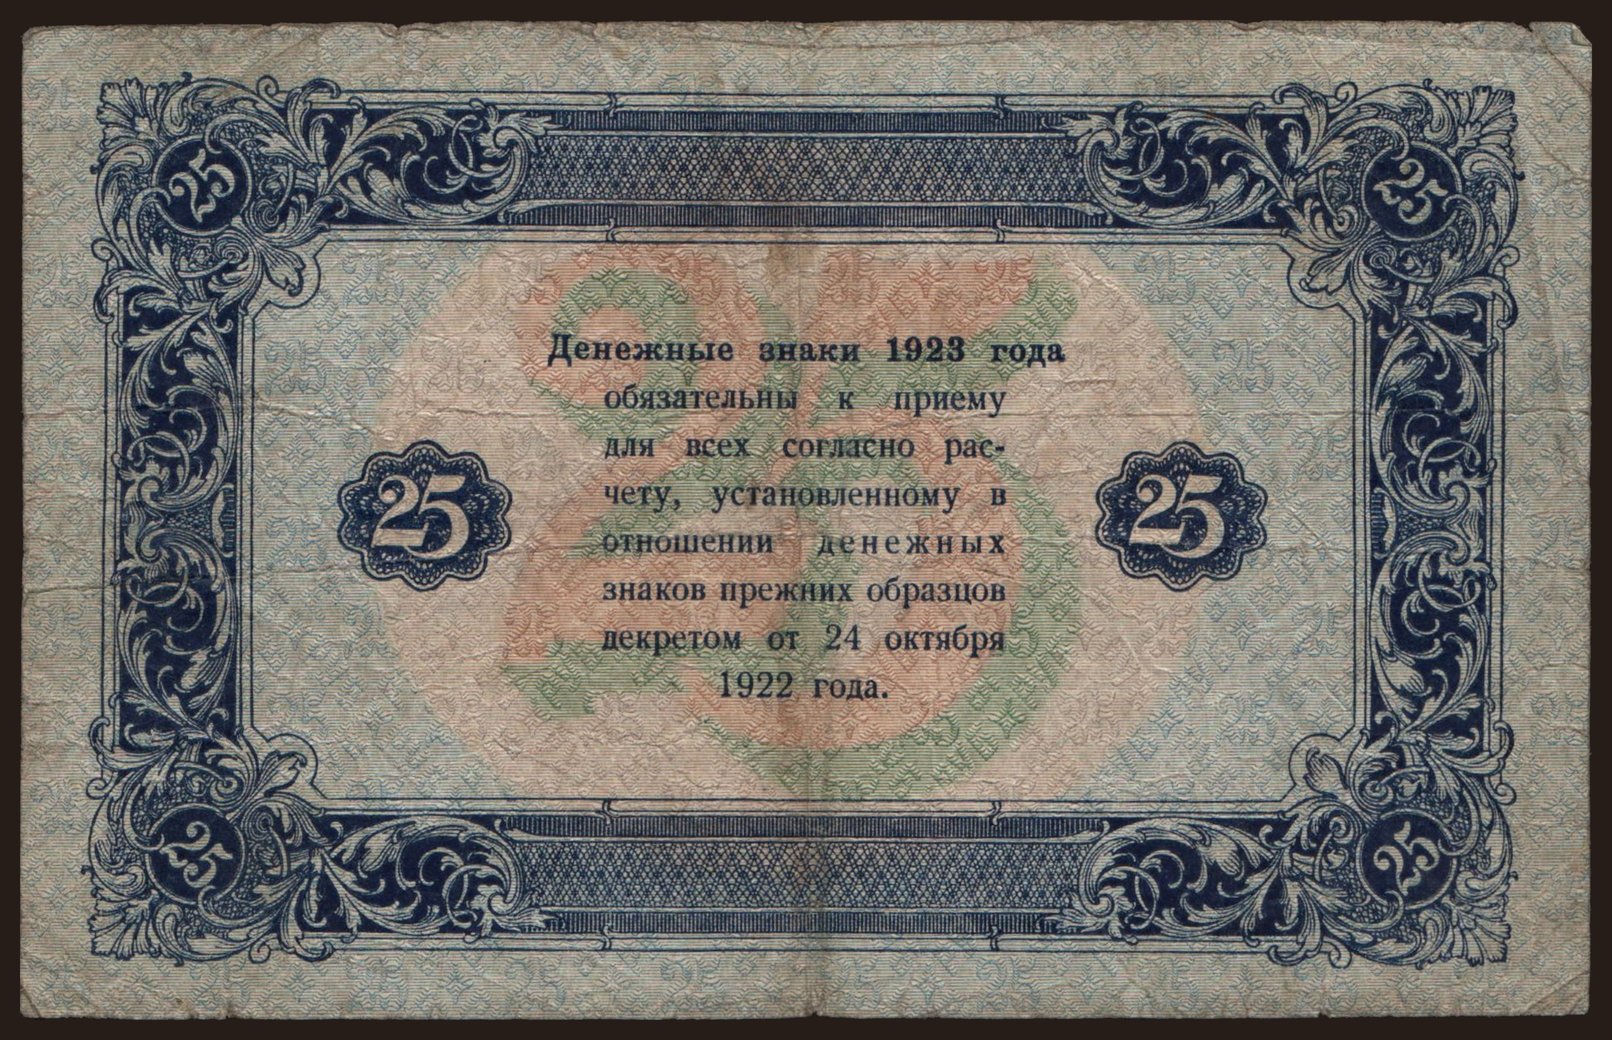 25 25
Денежные знаки 1923 года
обязательны к приему
для всех согласно рас-
чету, установленному в
25 25
отношении денежных
знаков прежних образцов
декретом от 24 октября
1922 года.
25 25